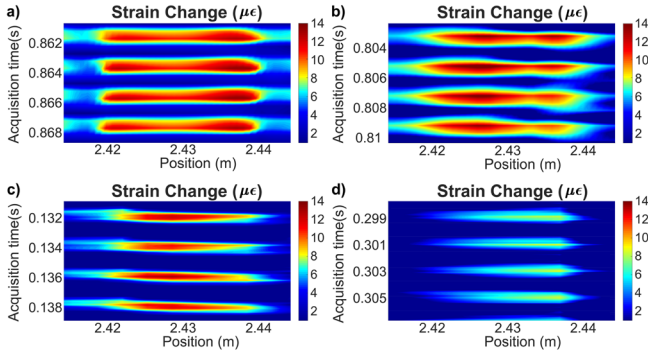 a) Strain Change (με)
Acquisition time(s)
0.862
0.864
0.866
0.868
2.42 2.43 2.44
Position (m)
14
12
10
8
6
4
2
b) Strain Change (με)
Acquisition time(s)
0.804
0.806
0.808
0.81
2.42 2.43 2.44
Position (m)
14
12
10
8
6
4
2
c) Strain Change (με)
Acquisition time(s)
0.132
0.134
0.136
0.138
2.42 2.43 2.44
Position (m)
14
12
10
8
6
4
2
d) Strain Change (με)
Acquisition time(s)
0.299
0.301
0.303
0.305
2.42 2.43 2.44
Position (m)
14
12
10
8
6
4
2